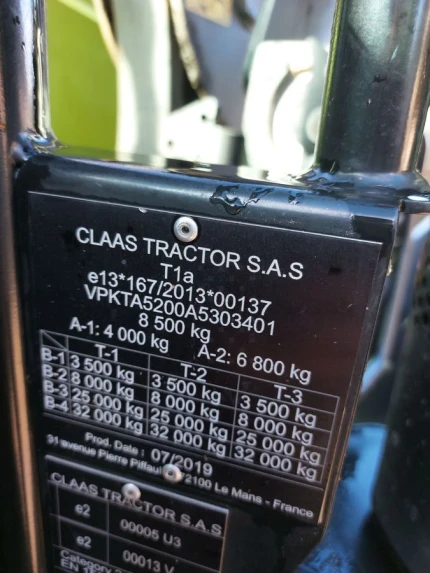 CLAAS TRACTOR S.A.S
T1a
e13*167/2013*00137
VPKTA5200A5303401
8 500 kg
A-1: 4 000 kg A-2: 6 800 kg
T-1 T-2 T-3
B-1 3 500 kg 3 500 kg 3 500 kg
B-2 8 000 kg 8 000 kg 8 000 kg
B-3 25 000 kg 25 000 kg 25 000 kg
B-4 32 000 kg 32 000 kg 32 000 kg
Prod. Date : 07/2019
31 avenue Pierre Piffaul 2100 Le Mans - France
CLAAS TRACTOR S.A.S
e2 00005 U3
e2 00013 V
Category
EN